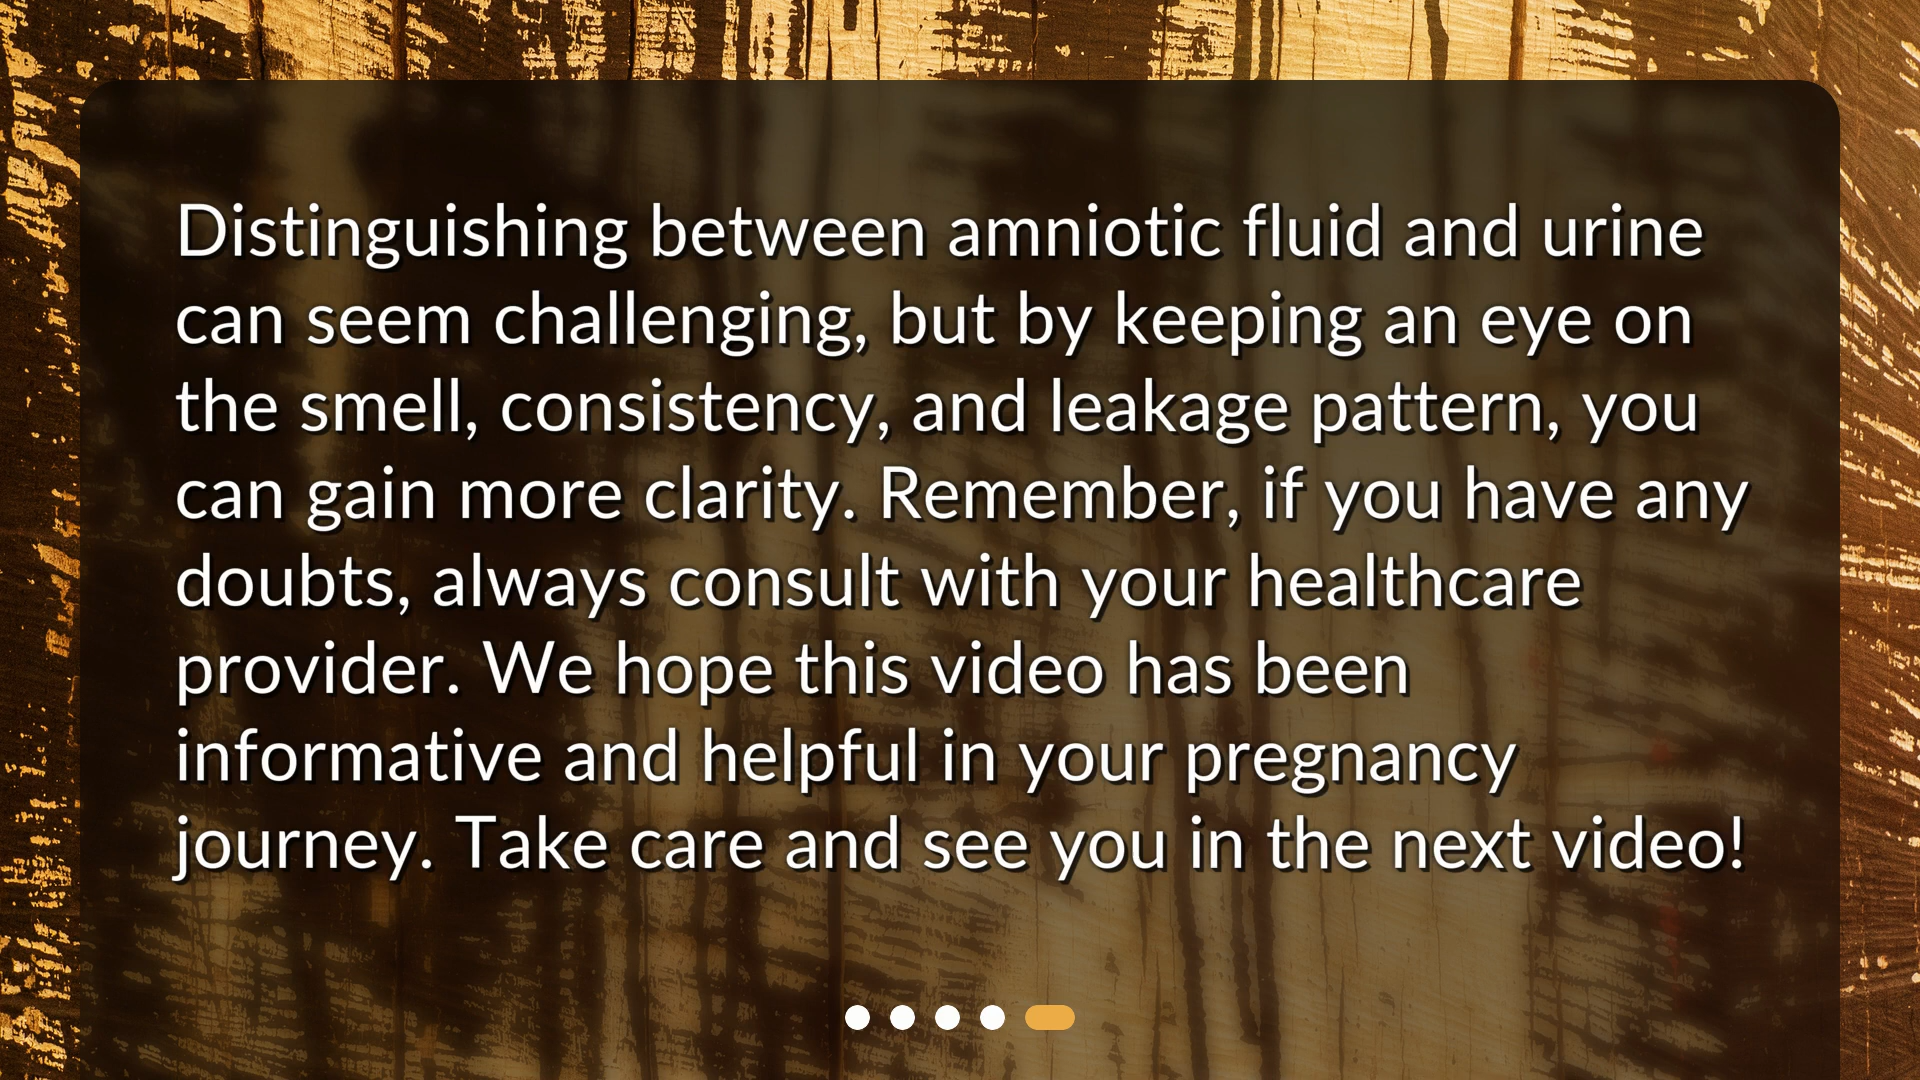 Distinguishing between amniotic fluid and urine
can seem challenging, but by keeping an eye on
the smell, consistency, and leakage pattern, you
can gain more clarity. Remember, if you have any
doubts, always consult with your healthcare
provider. We hope this video has been
informative and helpful in your pregnancy
journey. Take care and see you in the next video!